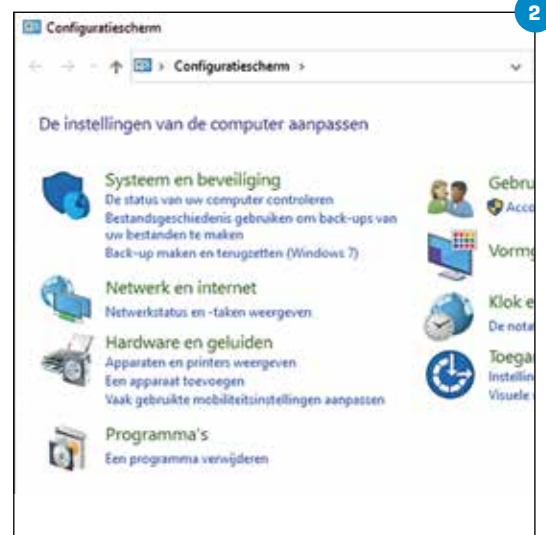 2
Configuratiescherm
Configuratiescherm
De instellingen van de computer aanpassen
Systeem en beveiliging
De status van uw computer controleren
Bestandsgeschiedenis gebruiken om back-ups van
uw bestanden te maken
Back-up maken en terugzetten (Windows 7)
Netwerk en internet
Netwerkstatus en -taken weergeven
Hardware en geluiden
Apparaten en printers weergeven
Een apparaat toevoegen
Vaak gebruikte mobiliteitsinstellingen aanpassen
Programma's
Een programma verwijderen
Gebru
Acco
Vormg
Klok e
De nota
Toegan
Instellin
Visuele